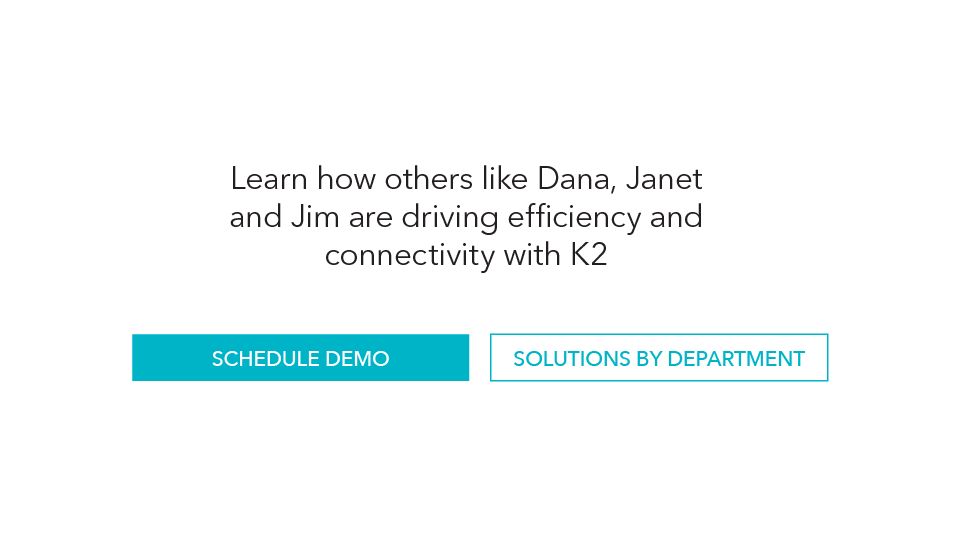 Learn how others like Dana, Janet
and Jim are driving efficiency and
connectivity with K2
SCHEDULE DEMO
SOLUTIONS BY DEPARTMENT